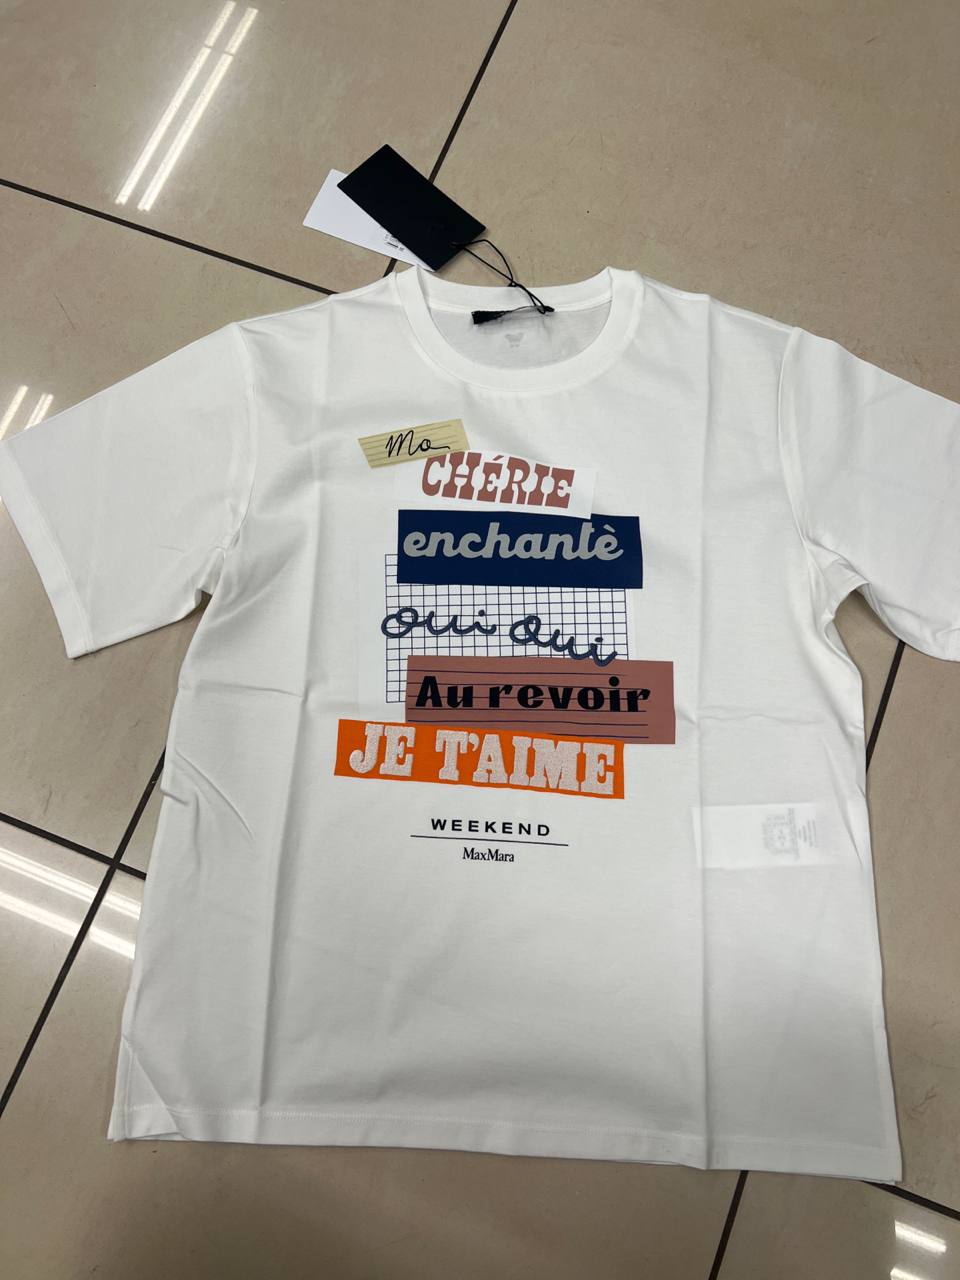 Ma
CHÉRIE
enchantè
oui oui
Au revoir
JE T'AIME
WEEKEND
MaxMara